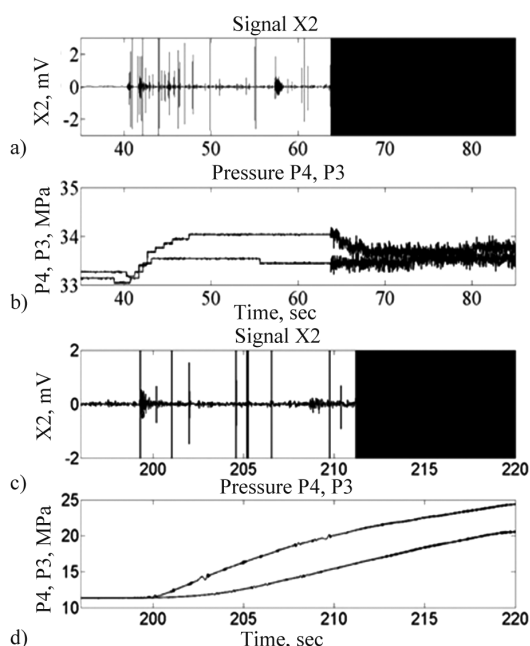 Signal X2
X2, mV
2
0
-2
40 50 60 70 80
a)
Pressure P4, P3
P4, P3, MPa
35
34
33
40 50 60 70 80
b)
Time, sec
Signal X2
X2, mV
2
0
-2
200 205 210 215 220
c)
Pressure P4, P3
P4, P3, MPa
25
20
15
10
200 205 210 215 220
d)
Time, sec